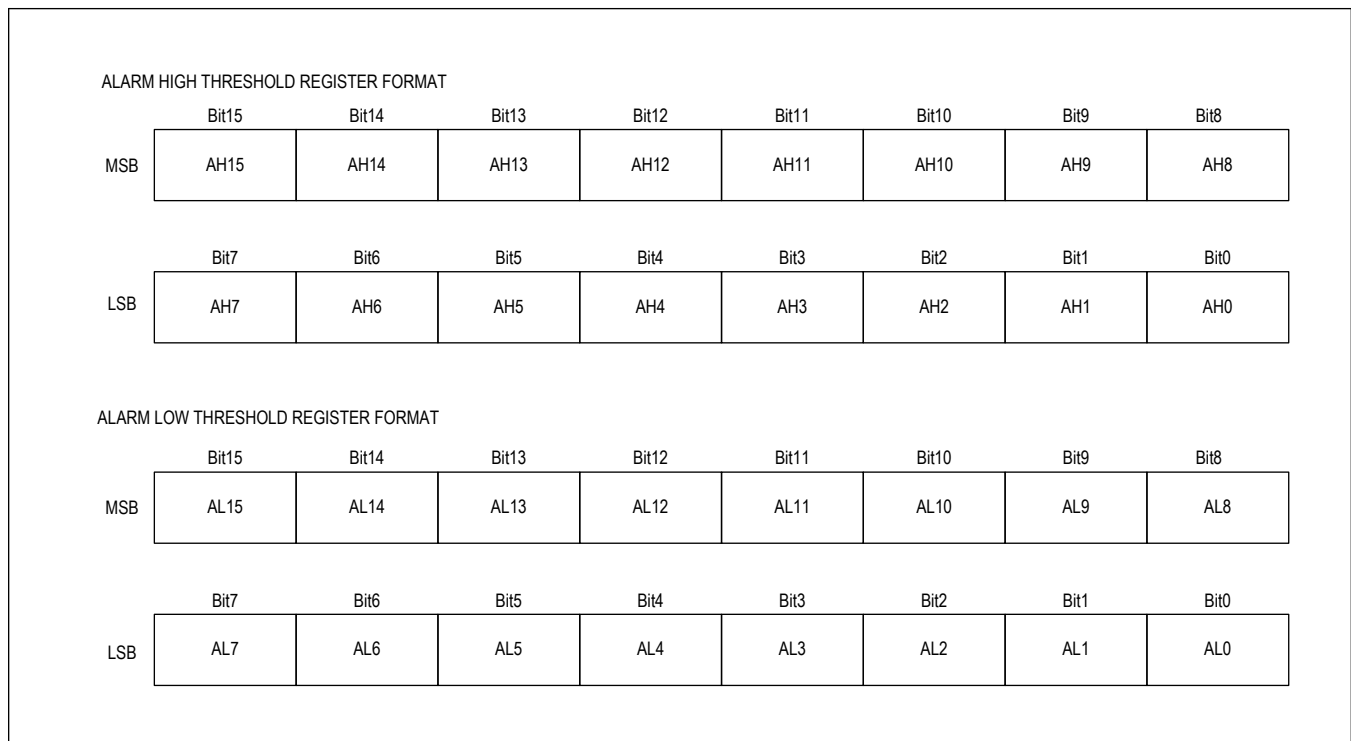 ALARM HIGH THRESHOLD REGISTER FORMAT
Bit15 Bit14 Bit13 Bit12 Bit11 Bit10 Bit9 Bit8
MSB AH15 AH14 AH13 AH12 AH11 AH10 AH9 AH8
Bit7 Bit6 Bit5 Bit4 Bit3 Bit2 Bit1 Bit0
LSB AH7 AH6 AH5 AH4 AH3 AH2 AH1 AH0
ALARM LOW THRESHOLD REGISTER FORMAT
Bit15 Bit14 Bit13 Bit12 Bit11 Bit10 Bit9 Bit8
MSB AL15 AL14 AL13 AL12 AL11 AL10 AL9 AL8
Bit7 Bit6 Bit5 Bit4 Bit3 Bit2 Bit1 Bit0
LSB AL7 AL6 AL5 AL4 AL3 AL2 AL1 AL0